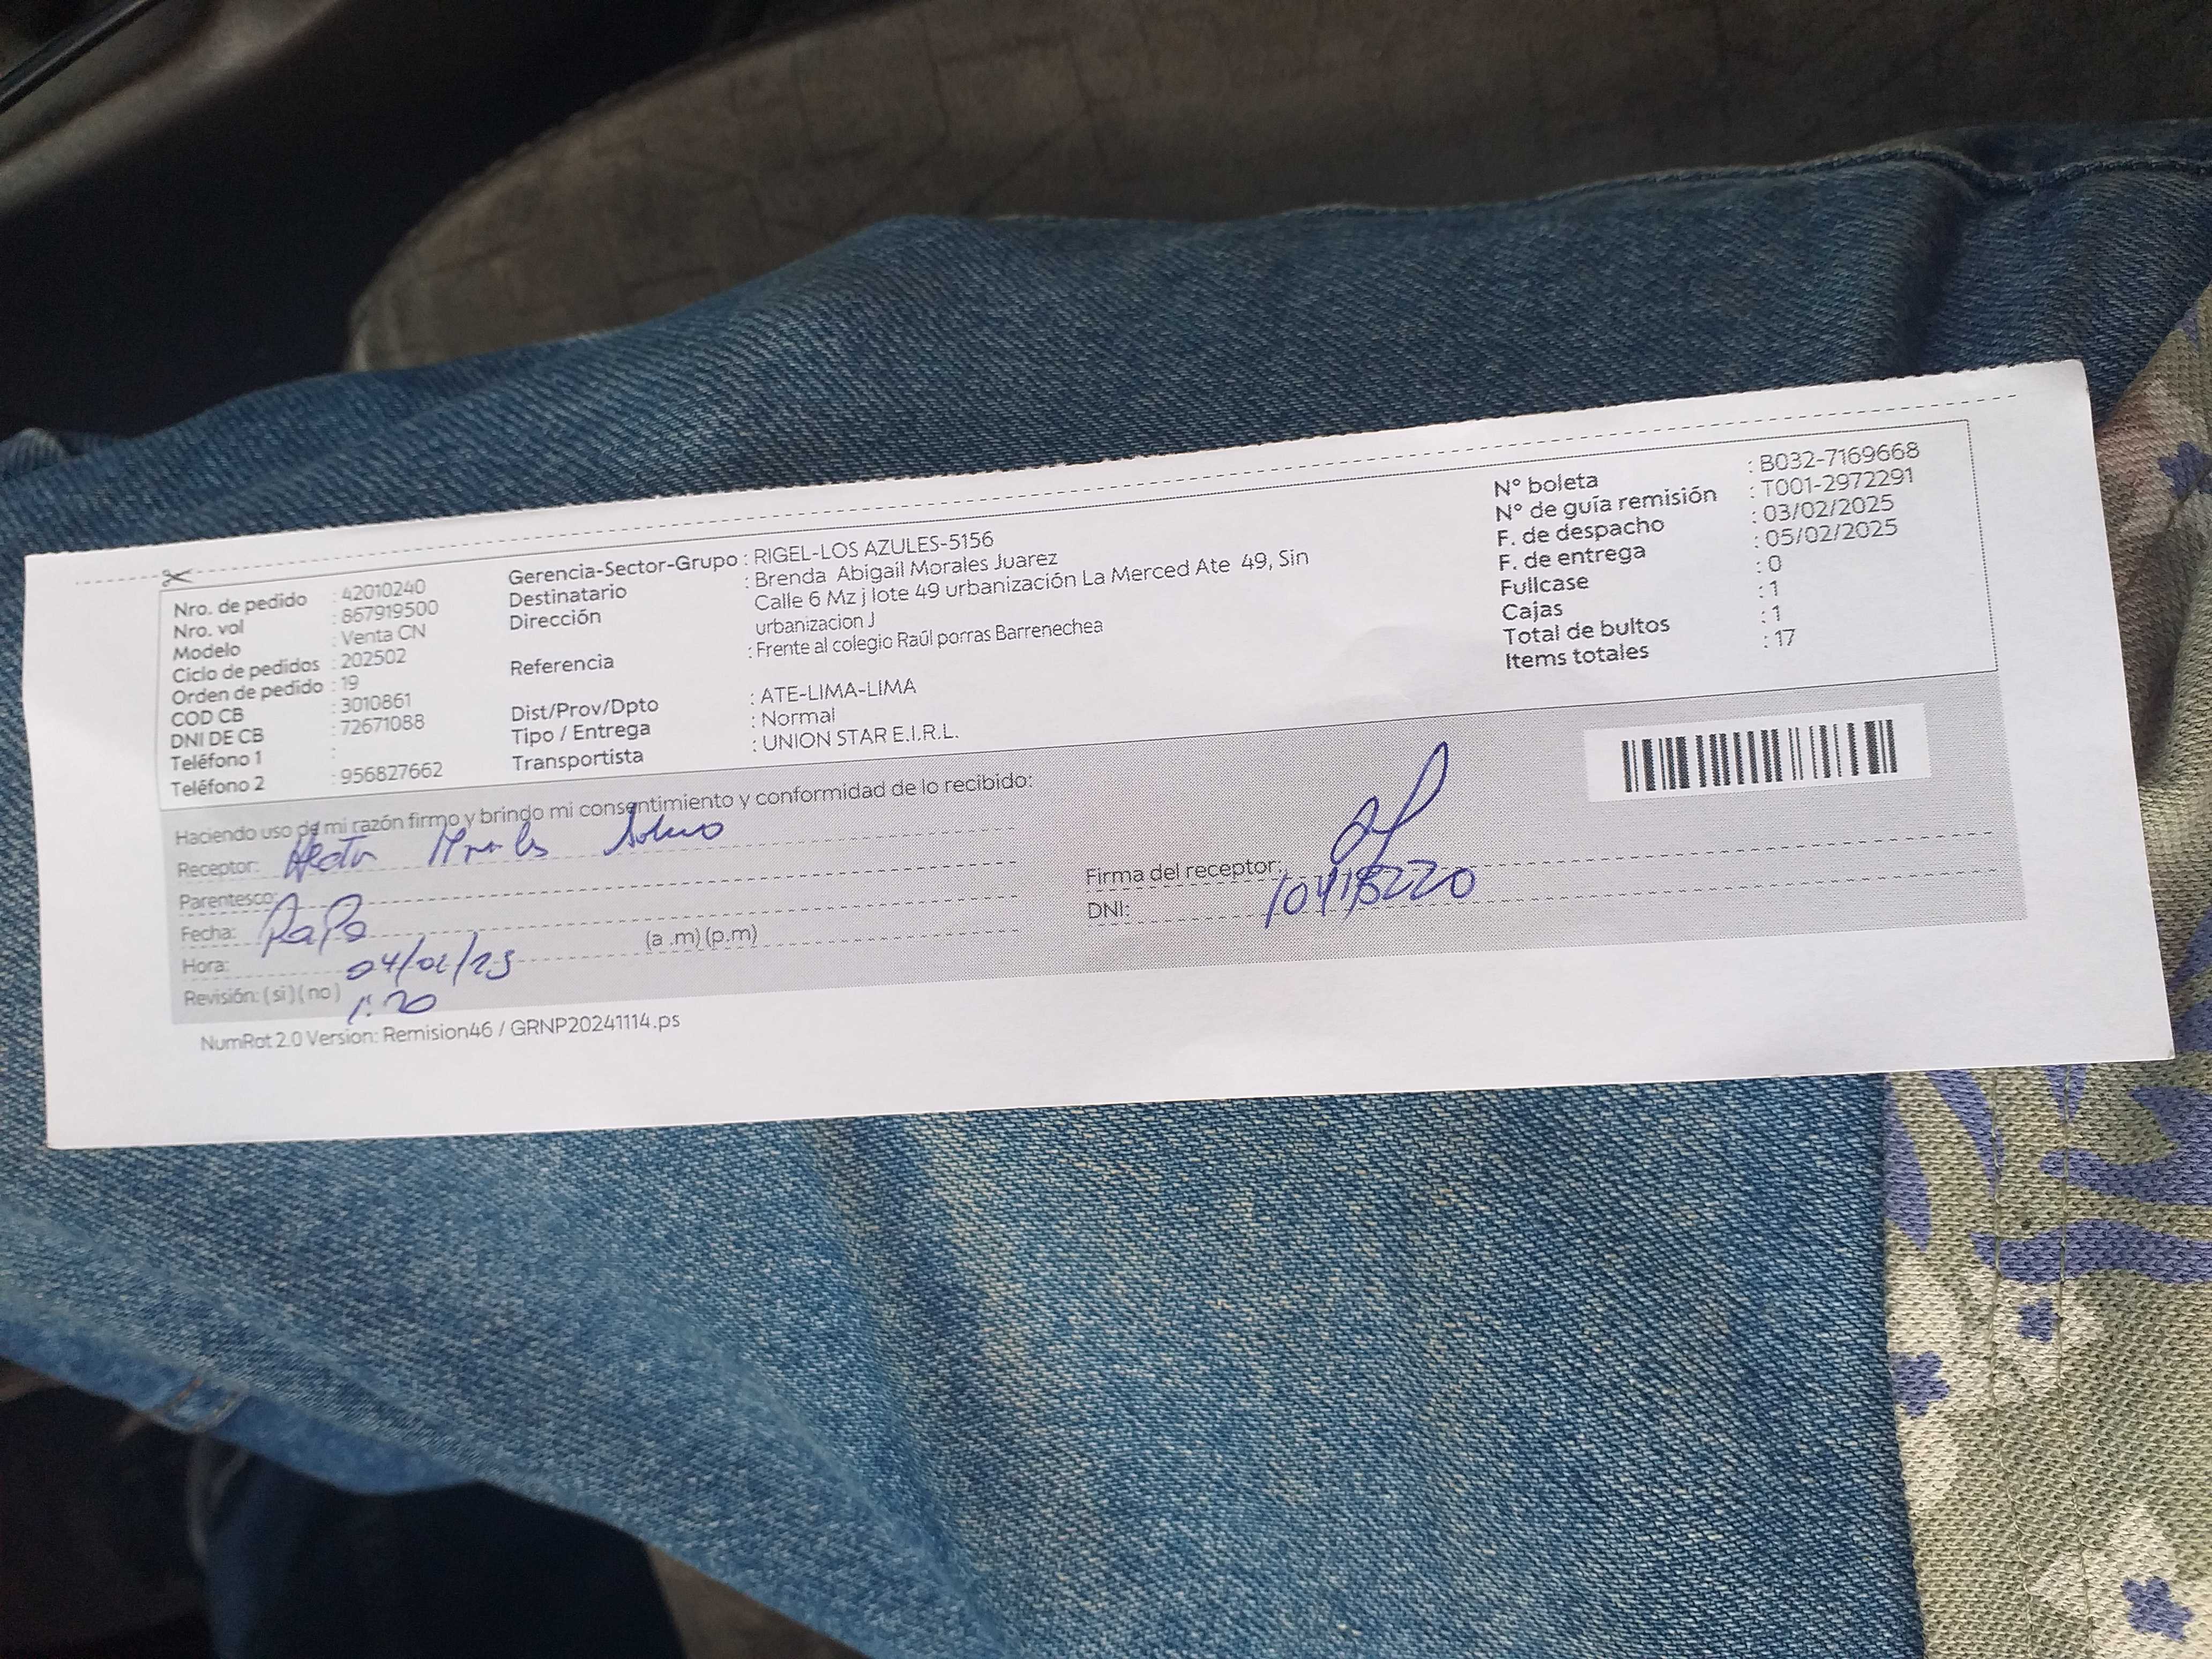 Nro. de pedido : 42010240
Nro. vol : 867919500
Modelo : Venta CN
Ciclo de pedidos : 202502
Orden de pedido : 19
COD CB : 3010861
DNI DE CB : 72671088
Teléfono 1 :
Teléfono 2 : 956827662
Gerencia-Sector-Grupo : RIGEL-LOS AZULES-5156
Destinatario : Brenda Abigail Morales Juarez
Dirección Calle 6 Mz j lote 49 urbanización La Merced Ate 49, Sin
urbanizacion J
Referencia : Frente al colegio Raúl porras Barrenechea
Dist/Prov/Dpto : ATE-LIMA-LIMA
Tipo / Entrega : Normal
Transportista : UNION STAR E.I.R.L.
N° boleta : B032-7169668
N° de guía remisión : T001-2972291
F. de despacho : 03/02/2025
F. de entrega : 05/02/2025
Fullcase : 0
Cajas : 1
Total de bultos : 1
Items totales : 17
Haciendo uso de mi razón firmo y brindo mi consentimiento y conformidad de lo recibido:
Receptor: Hector Morales
Parentesco:
Fecha: Papa
Hora: 04/02/25 (a .m) (p.m)
Revisión: ( si ) ( no ) 1:20
Firma del receptor:
DNI:
NumRot 2.0 Version: Remision46 / GRNP20241114.ps